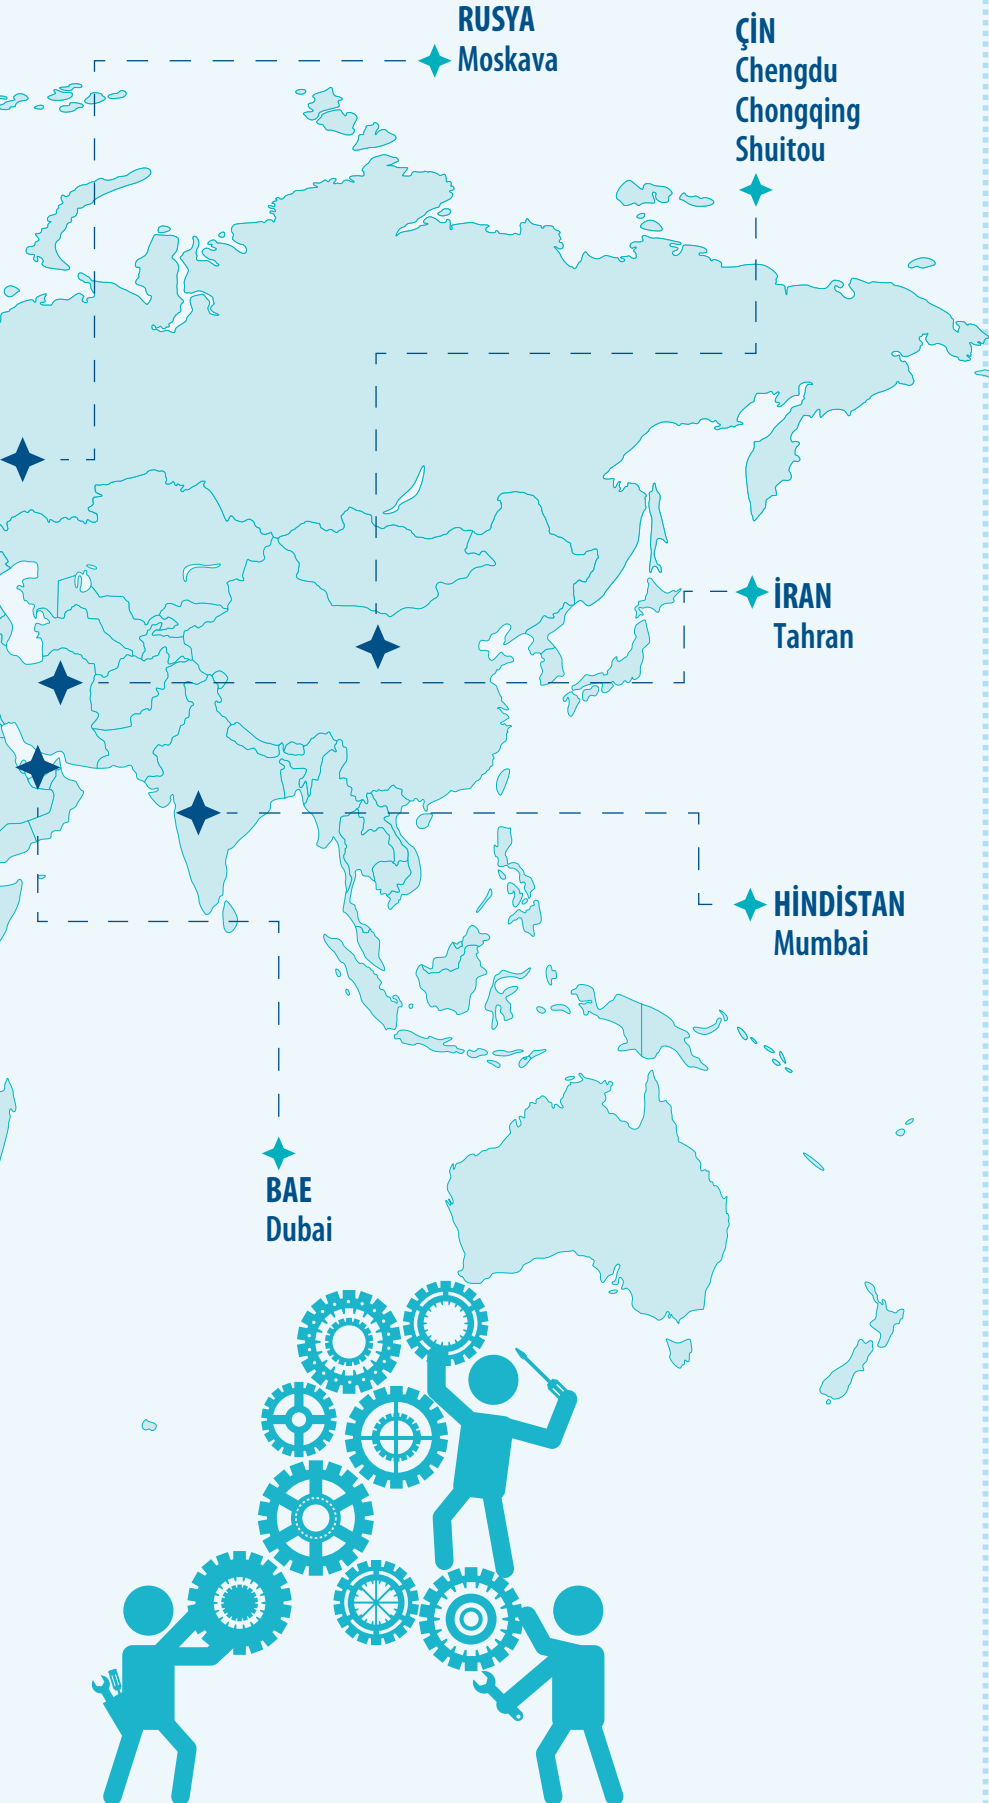 RUSYA
Moskava
ÇİN
Chengdu
Chongqing
Shuitou
İRAN
Tahran
HİNDİSTAN
Mumbai
BAE
Dubai